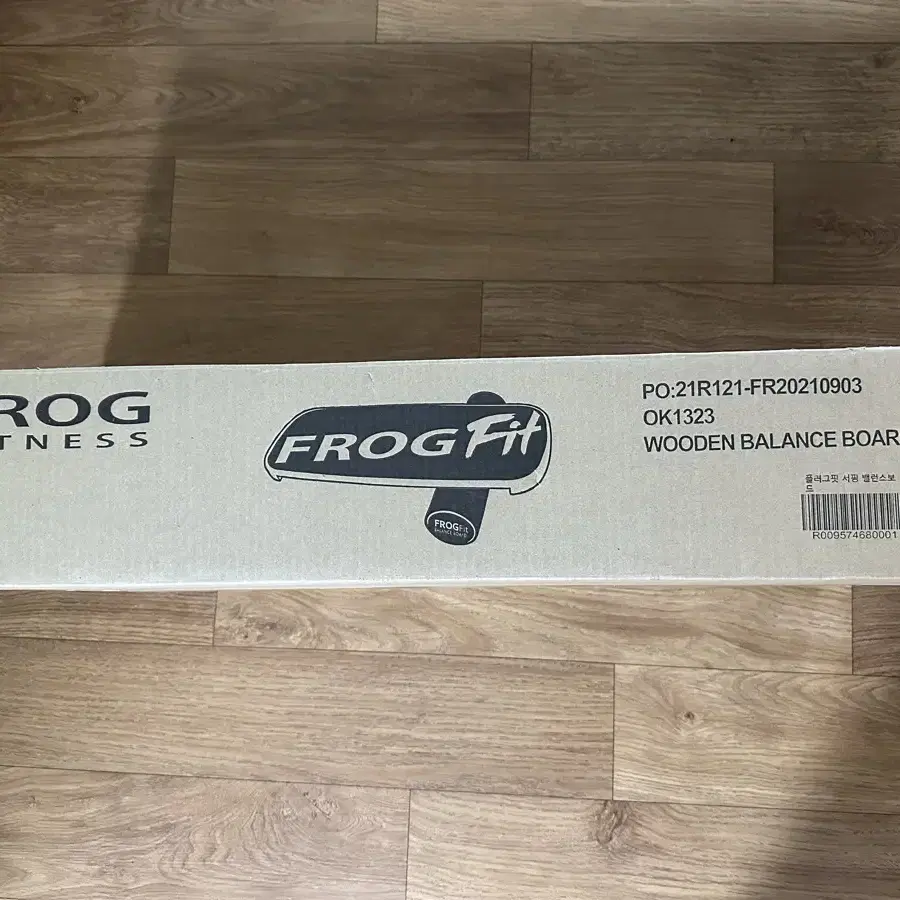 ROG
TNESS
FROGFit
FROGFit
BALANCE BOARD
PO:21R121-FR20210903
OK1323
WOODEN BALANCE BOAR
플러그핏 서핑 밸런스보
드
R009574680001